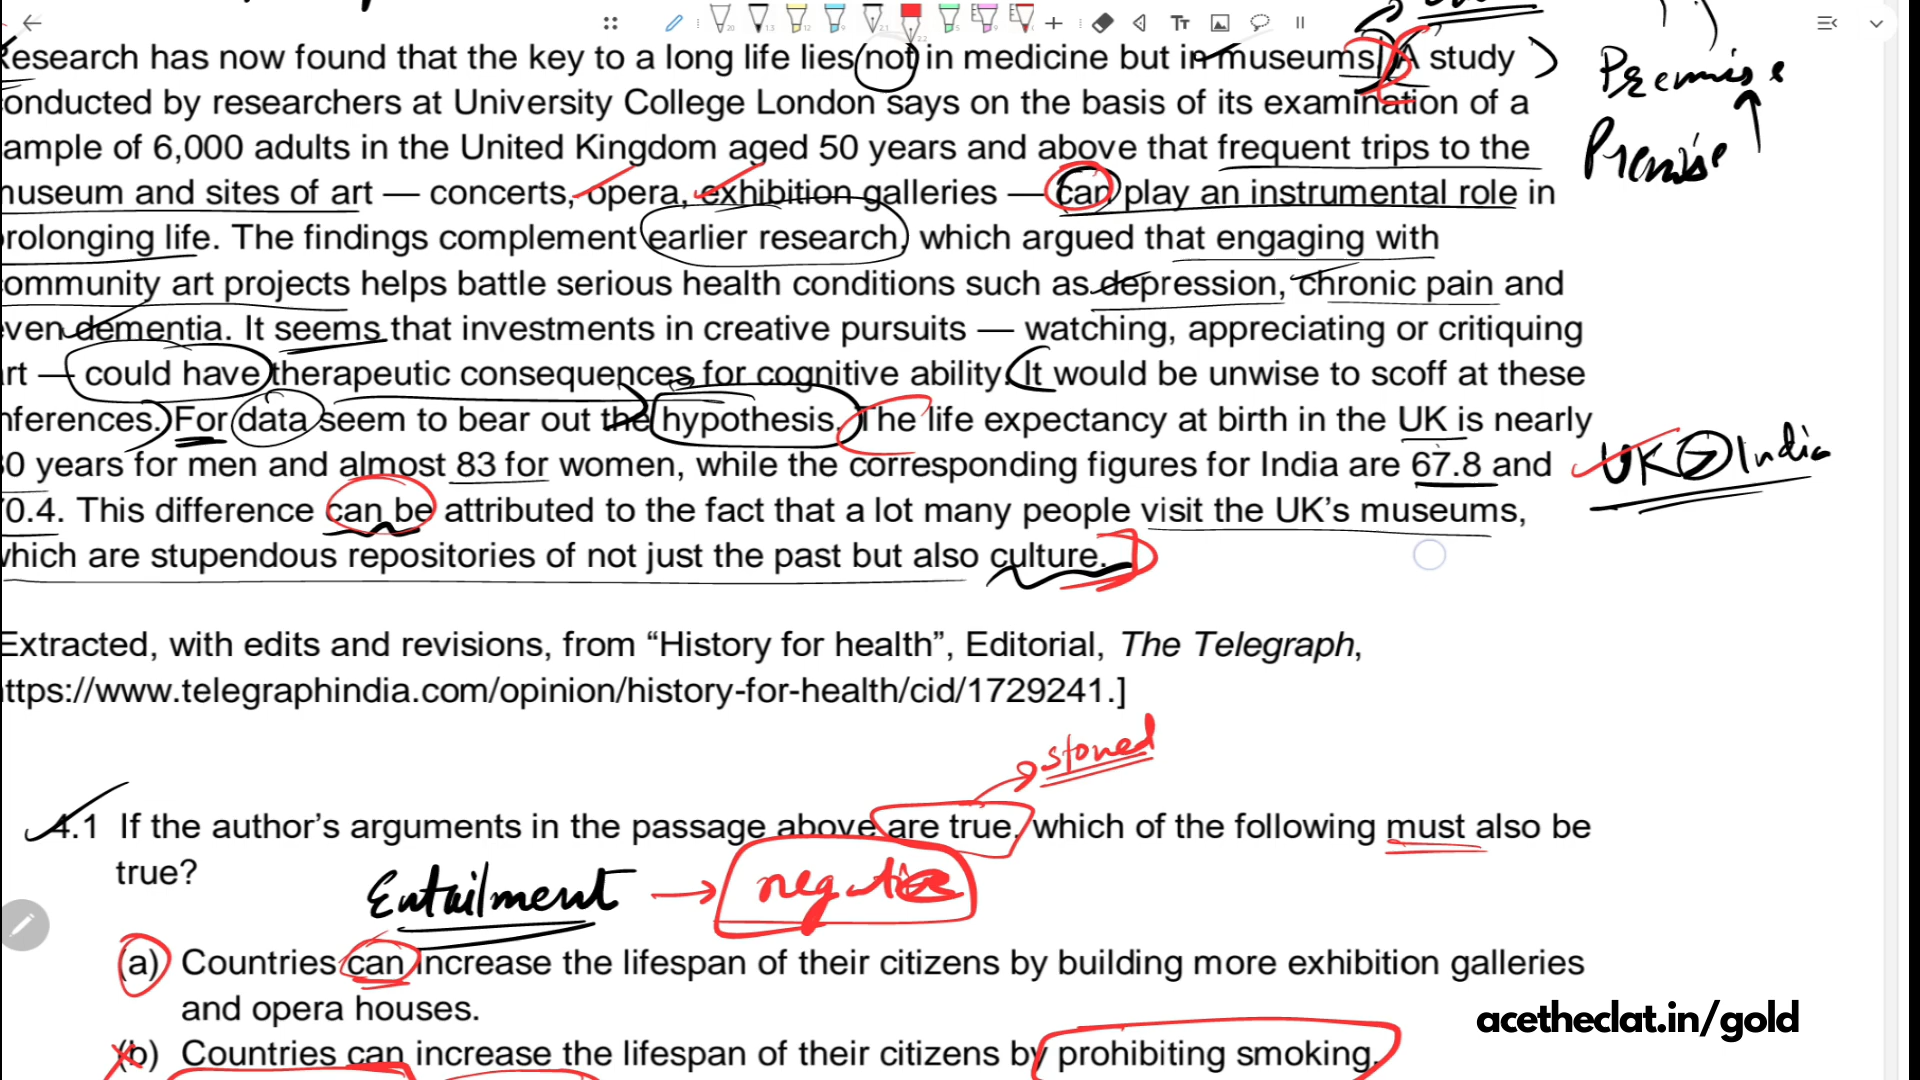 Research has now found that the key to a long life lies not in medicine but in museums. A study
onducted by researchers at University College London says on the basis of its examination of a
ample of 6,000 adults in the United Kingdom aged 50 years and above that frequent trips to the
museum and sites of art — concerts, opera, exhibition galleries — can play an instrumental role in
rolonging life. The findings complement earlier research, which argued that engaging with
ommunity art projects helps battle serious health conditions such as depression, chronic pain and
ven dementia. It seems that investments in creative pursuits — watching, appreciating or critiquing
rt — could have therapeutic consequences for cognitive ability. It would be unwise to scoff at these
nferences. For data seem to bear out the hypothesis. The life expectancy at birth in the UK is nearly
80 years for men and almost 83 for women, while the corresponding figures for India are 67.8 and
70.4. This difference can be attributed to the fact that a lot many people visit the UK's museums,
which are stupendous repositories of not just the past but also culture.
Premise
Premise
UK > India
Extracted, with edits and revisions, from “History for health”, Editorial, The Telegraph,
ttps://www.telegraphindia.com/opinion/history-for-health/cid/1729241.]
stoned
4.1 If the author's arguments in the passage above are true, which of the following must also be
true?
Entailment → negate
(a) Countries can increase the lifespan of their citizens by building more exhibition galleries
and opera houses.
acetheclat.in/gold
(b) Countries can increase the lifespan of their citizens by prohibiting smoking.